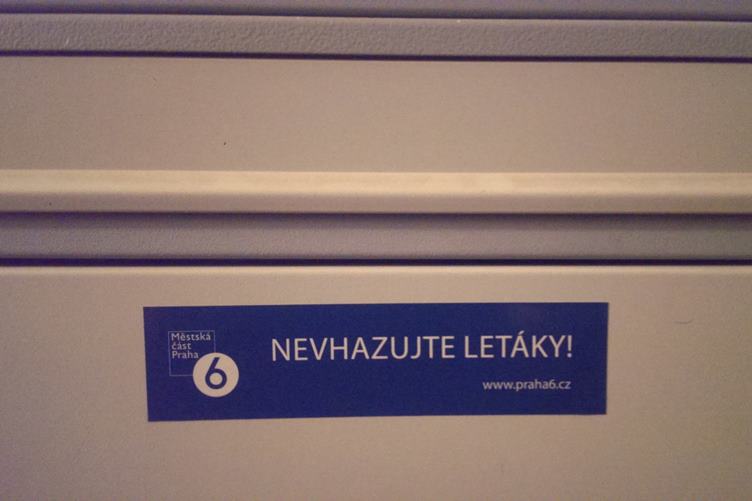 Městská
část
Praha
6
NEVHAZUJTE LETÁKY!
www.praha6.cz